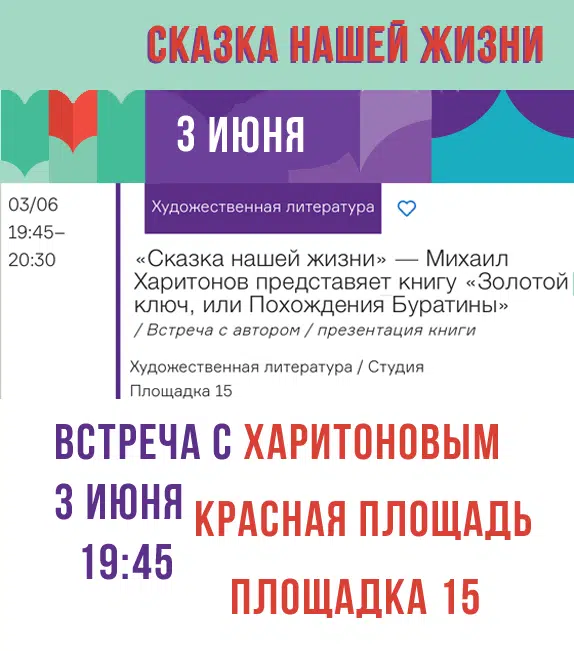 СКАЗКА НАШЕЙ ЖИЗНИ
3 ИЮНЯ
03/06
19:45–
20:30
Художественная литература
«Сказка нашей жизни» — Михаил
Харитонов представяет книгу «Золотой
ключ, или Похождения Буратины»
/ Встреча с автором / презентация книги
Художественная литература / Студия
Площадка 15
ВСТРЕЧА С ХАРИТОНОВЫМ
3 ИЮНЯ
КРАСНАЯ ПЛОЩАДЬ
19:45
ПЛОЩАДКА 15